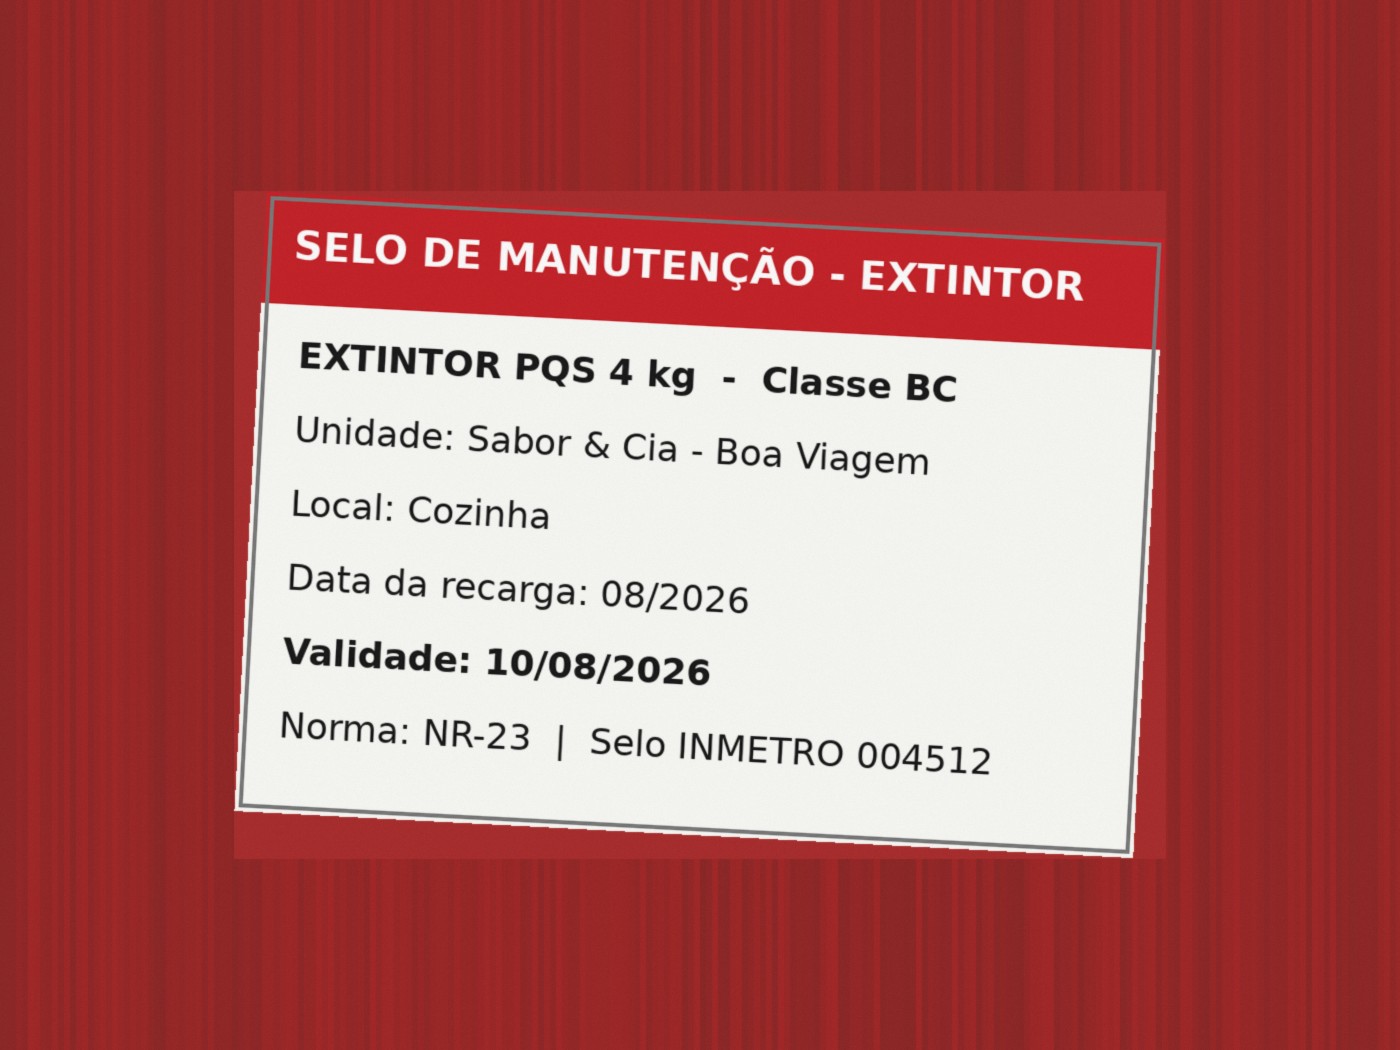 SELO DE MANUTENÇÃO - EXTINTOR
EXTINTOR PQS 4 kg - Classe BC
Unidade: Sabor & Cia - Boa Viagem
Local: Cozinha
Data da recarga: 08/2026
Validade: 10/08/2026
Norma: NR-23 | Selo INMETRO 004512